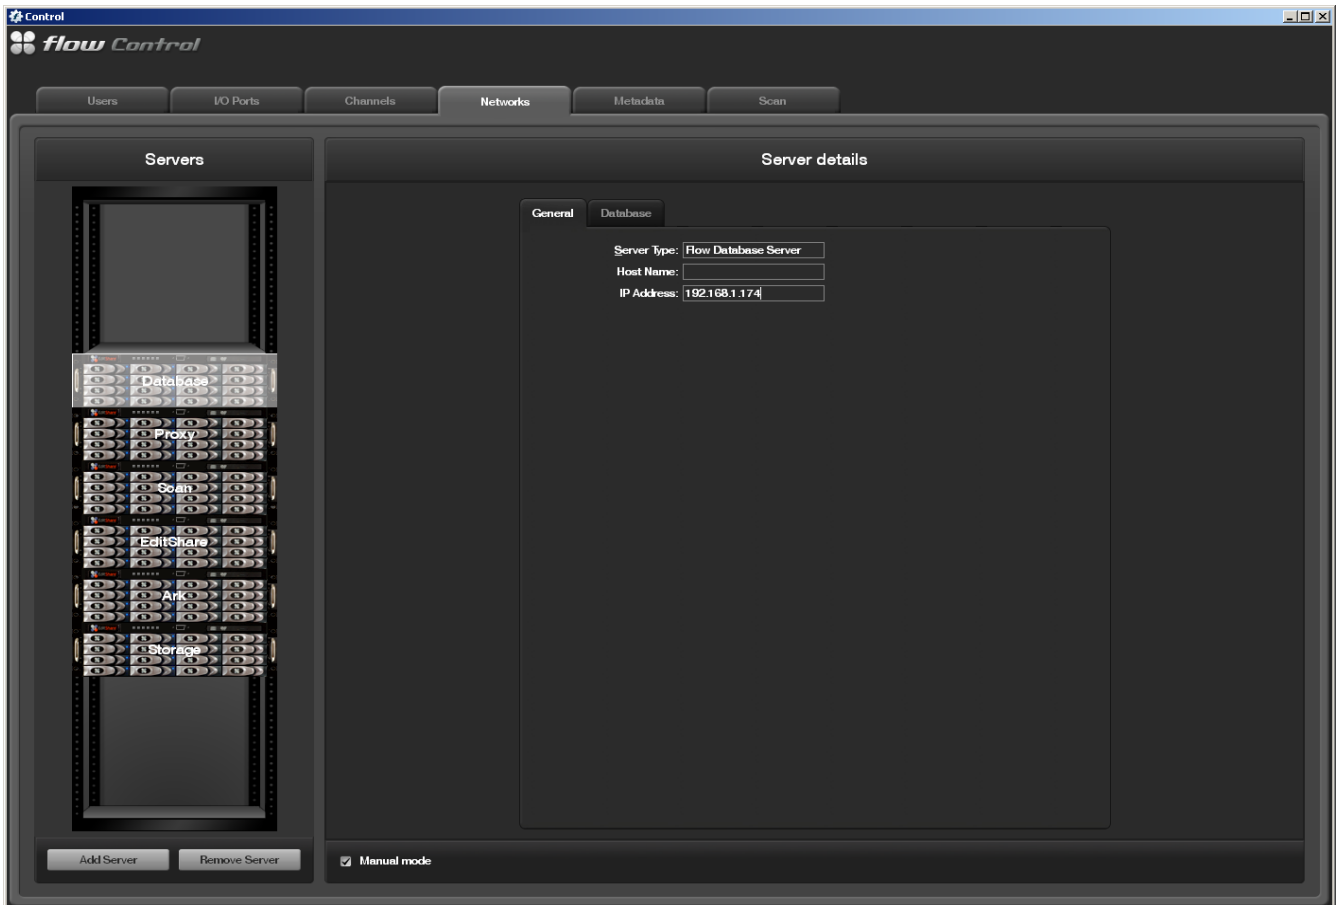 Control
flow Control
Users I/O Ports Channels Networks Metadata Scan
Servers
Server details
General Database
Server Type: Flow Database Server
Host Name:
IP Address: 192.168.1.174
Database
Proxy
Scan
EditShare
Ark
Storage
Add Server Remove Server
Manual mode